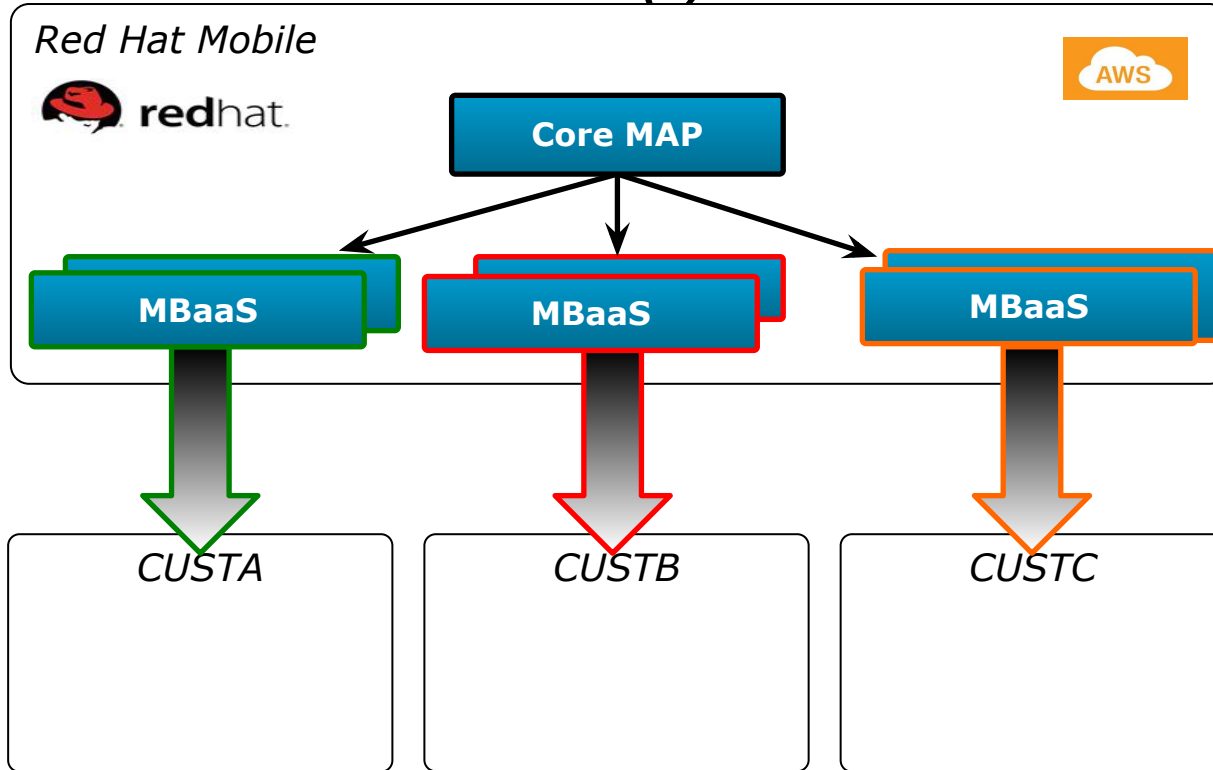 Red Hat Mobile
AWS
redhat.
Core MAP
MBaaS
MBaaS
MBaaS
CUSTA
CUSTB
CUSTC